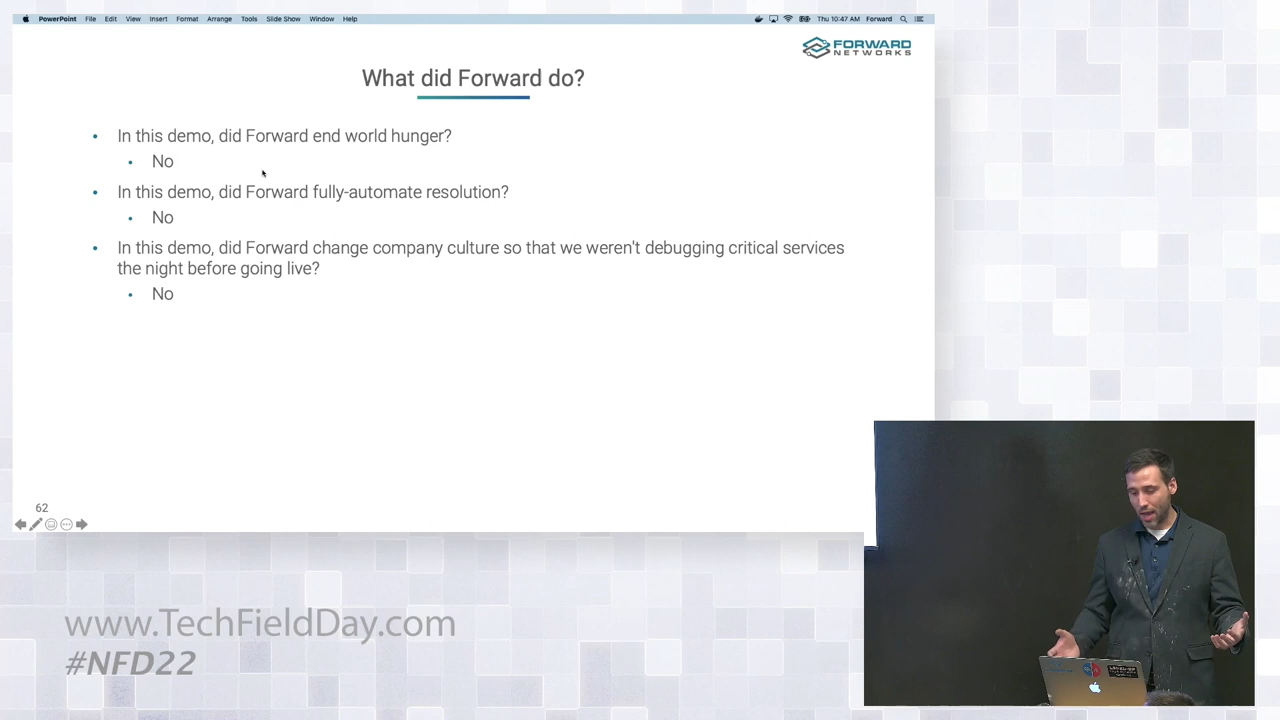 PowerPoint File Edit View Insert Format Arrange Tools Slide Show Window Help Thu 10:47 AM Forward
FORWARD
NETWORKS
What did Forward do?
• In this demo, did Forward end world hunger?
• No
• In this demo, did Forward fully-automate resolution?
• No
• In this demo, did Forward change company culture so that we weren't debugging critical services
the night before going live?
• No
62
www.TechFieldDay.com
#NFD22